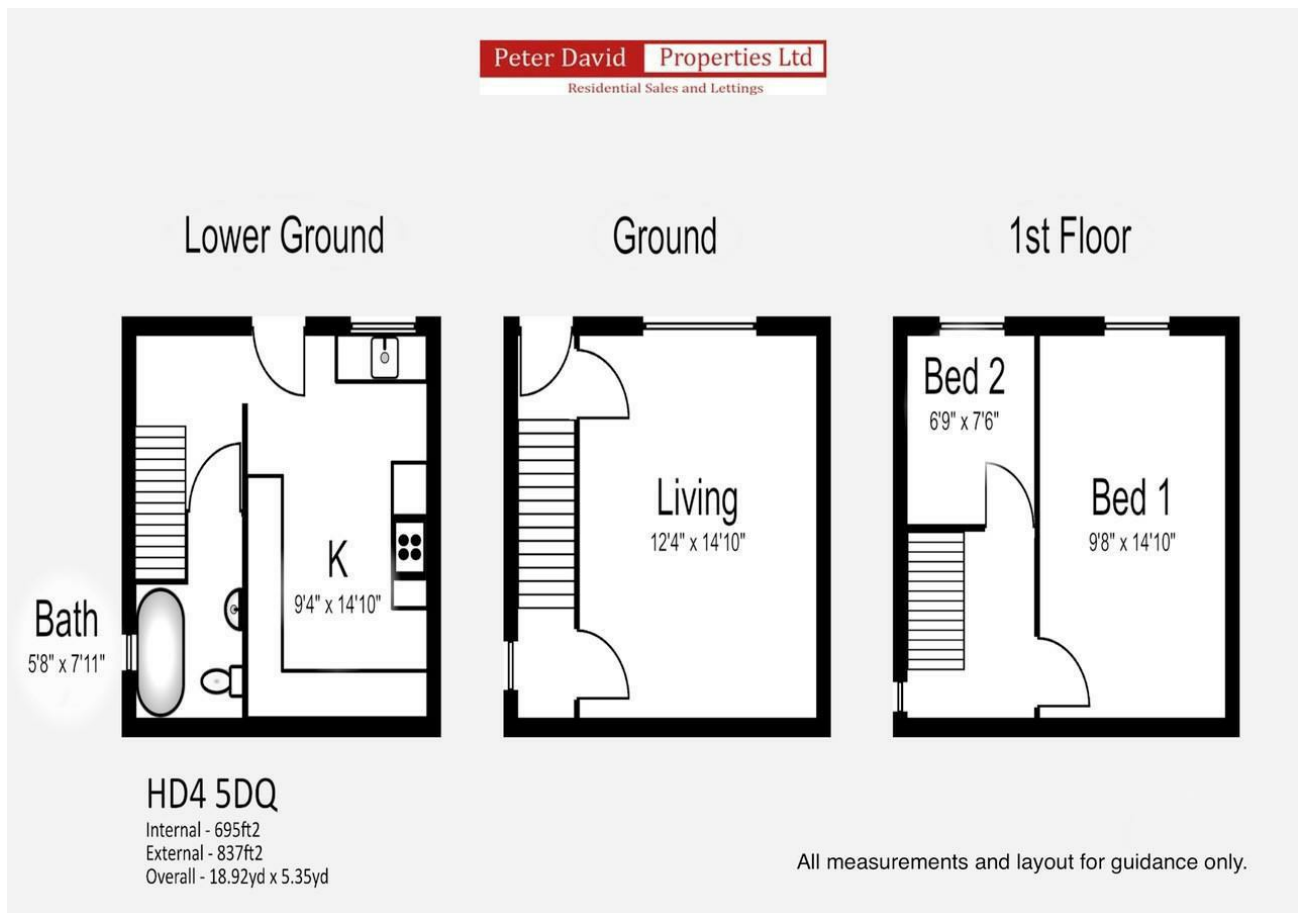 Peter David Properties Ltd
Residential Sales and Lettings
Lower Ground
Ground
1st Floor
Bed 2
6'9" x 7'6"
Living
12'4" x 14'10"
Bed 1
9'8" x 14'10"
K
9'4" x 14'10"
Bath
5'8" x 7'11"
HD4 5DQ
Internal - 695ft2
External - 837ft2
Overall - 18.92yd x 5.35yd
All measurements and layout for guidance only.